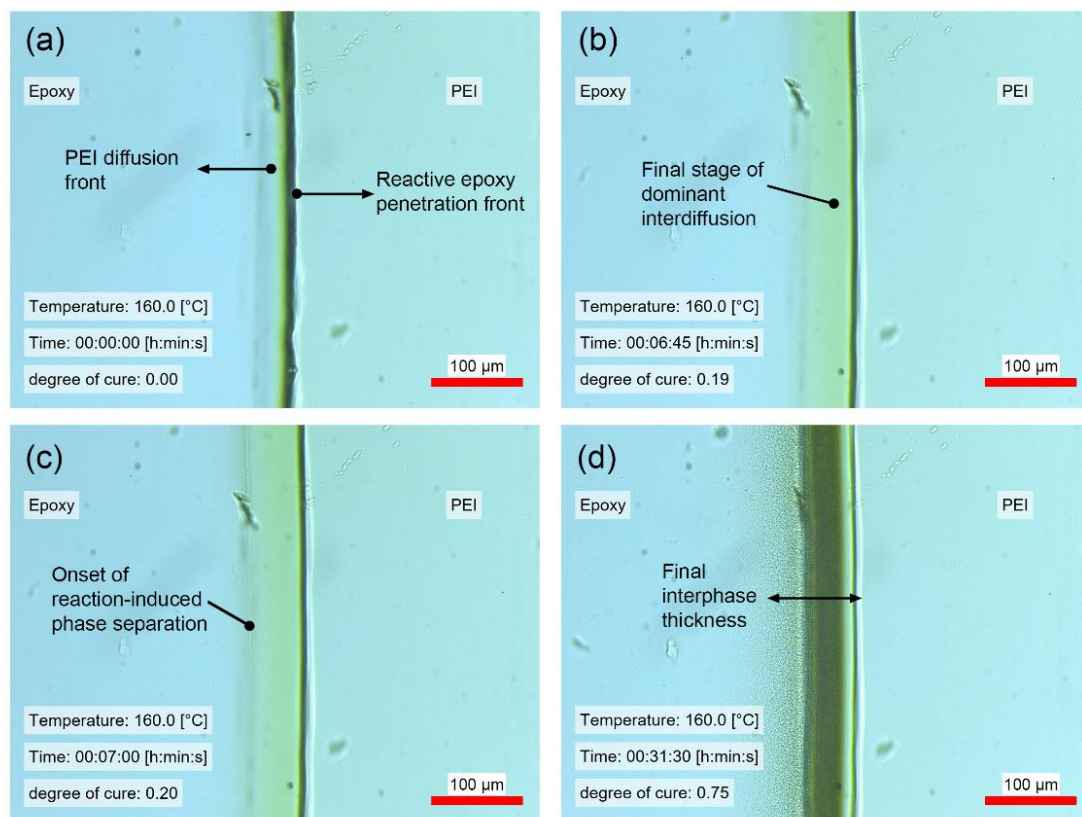 (a)
Epoxy
PEI
PEI diffusion
front
Reactive epoxy
penetration front
Temperature: 160.0 [°C]
Time: 00:00:00 [h:min:s]
degree of cure: 0.00
100 µm
(b)
Epoxy
PEI
Final stage of
dominant
interdiffusion
Temperature: 160.0 [°C]
Time: 00:06:45 [h:min:s]
degree of cure: 0.19
100 µm
(c)
Epoxy
PEI
Onset of
reaction-induced
phase separation
Temperature: 160.0 [°C]
Time: 00:07:00 [h:min:s]
degree of cure: 0.20
100 µm
(d)
Epoxy
PEI
Final
interphase
thickness
Temperature: 160.0 [°C]
Time: 00:31:30 [h:min:s]
degree of cure: 0.75
100 µm